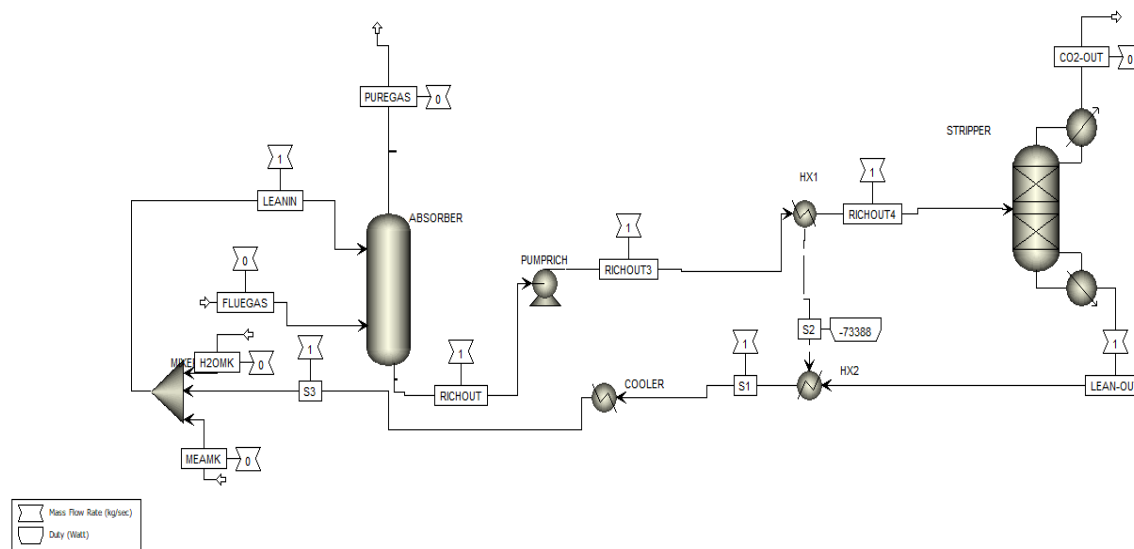 CO2-OUT
0
PUREGAS
0
STRIPPER
1
LEANIN
HX1
1
RICHOUT4
ABSORBER
1
RICHOUT3
PUMPRICH
0
FLUEGAS
S2
-73388
H2OMK
0
1
S3
1
RICHOUT
COOLER
1
S1
HX2
1
LEAN-OU
MEAMK
0
Mass Flow Rate (kg/sec)
Duty (Watt)